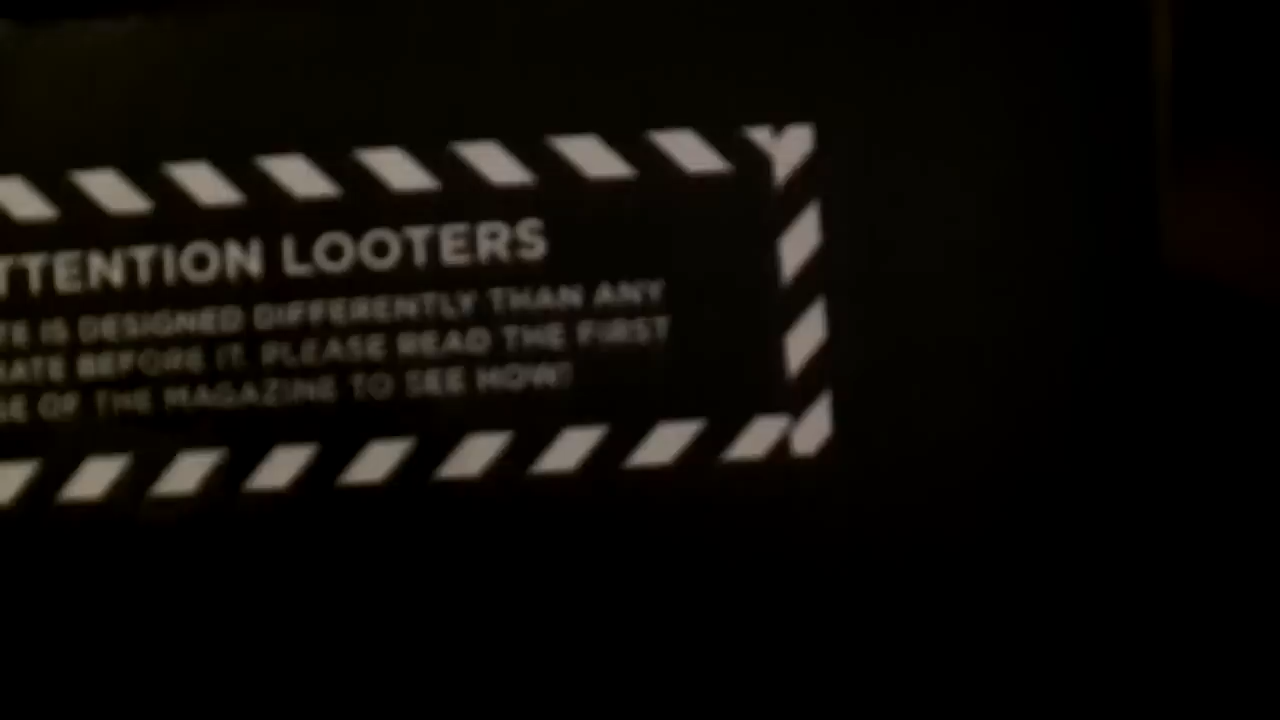 TTENTION LOOTERS
TE IS DESIGNED DIFFERENTLY THAN ANY
RATE BEFORE IT. PLEASE READ THE FIRST
GE OF THE MAGAZINE TO SEE HOW!